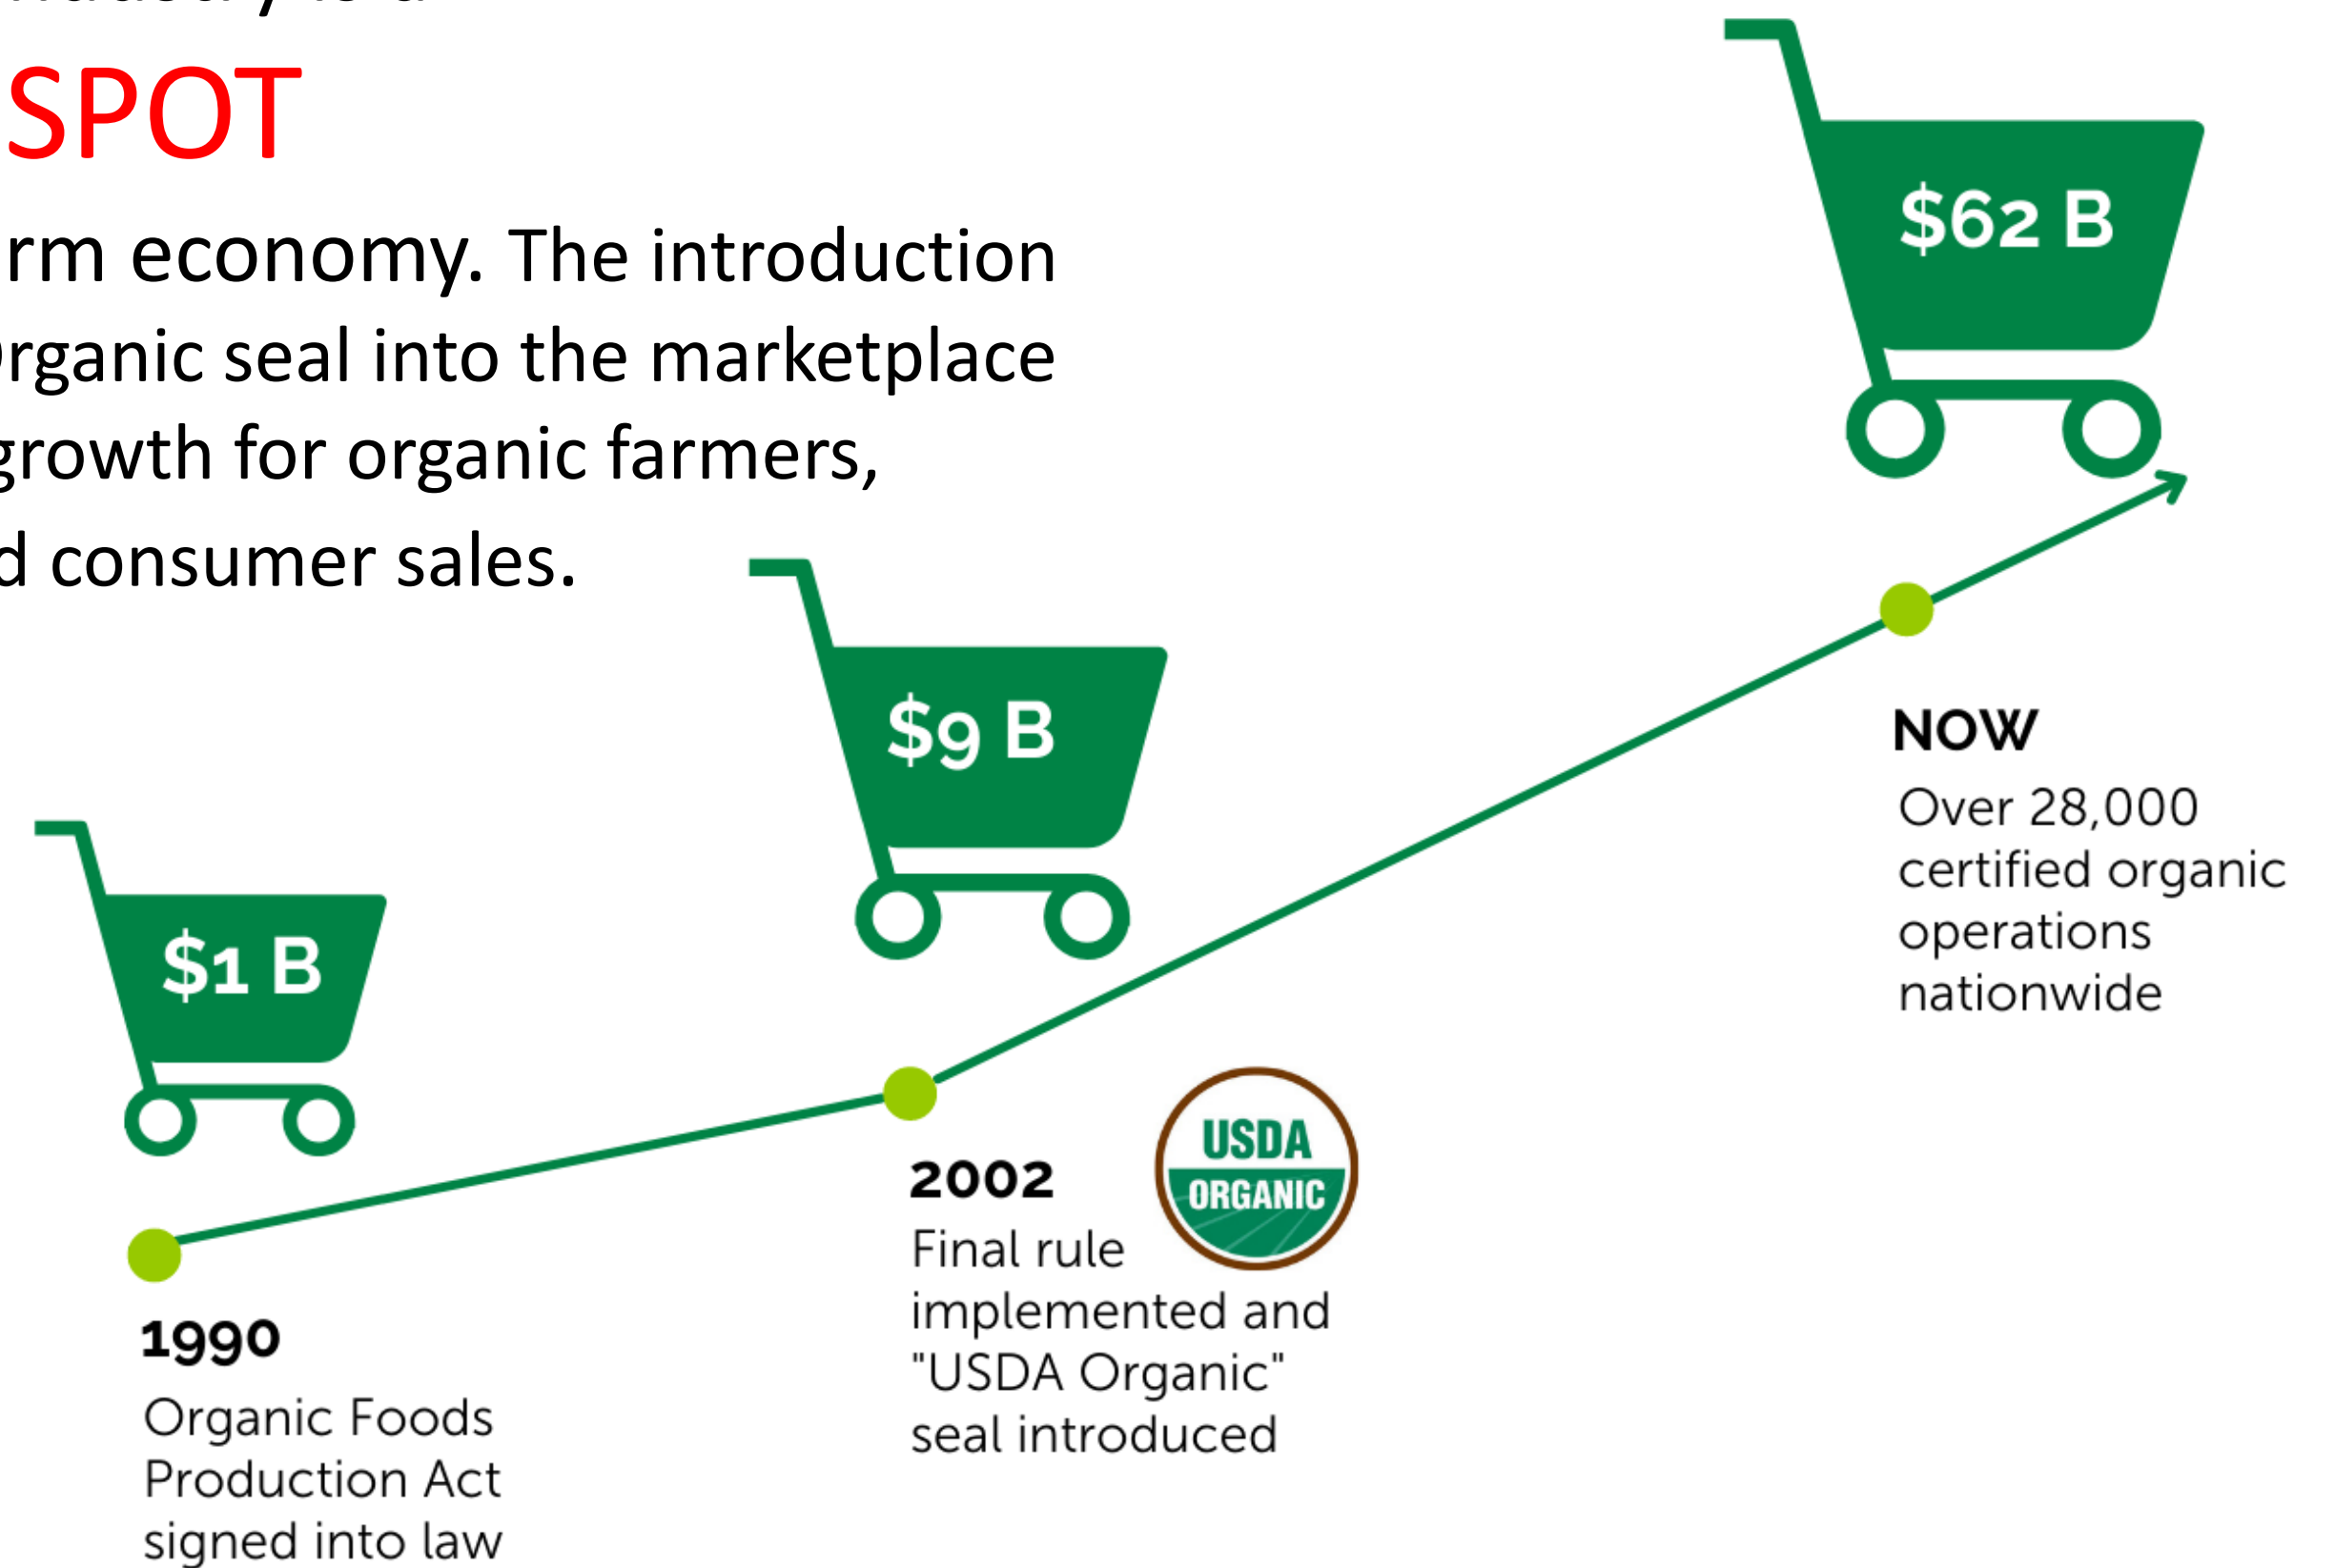 SPOT
rm economy. The introduction
rganic seal into the marketplace
growth for organic farmers,
d consumer sales.
$62 B
$9 B
$1 B
NOW
Over 28,000
certified organic
operations
nationwide
2002
Final rule
implemented and
"USDA Organic"
seal introduced
USDA
ORGANIC
1990
Organic Foods
Production Act
signed into law